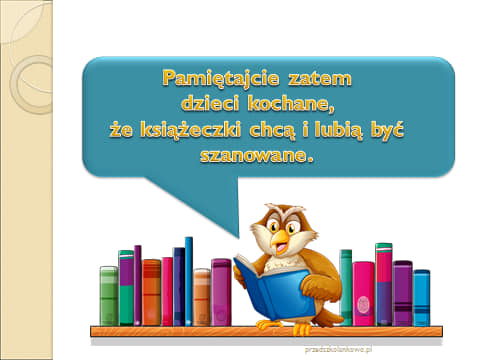 Pamiętajcie zatem
dzieci kochane,
że książeczki chcą i lubią być
szanowane.
przedszkolankowo.pl